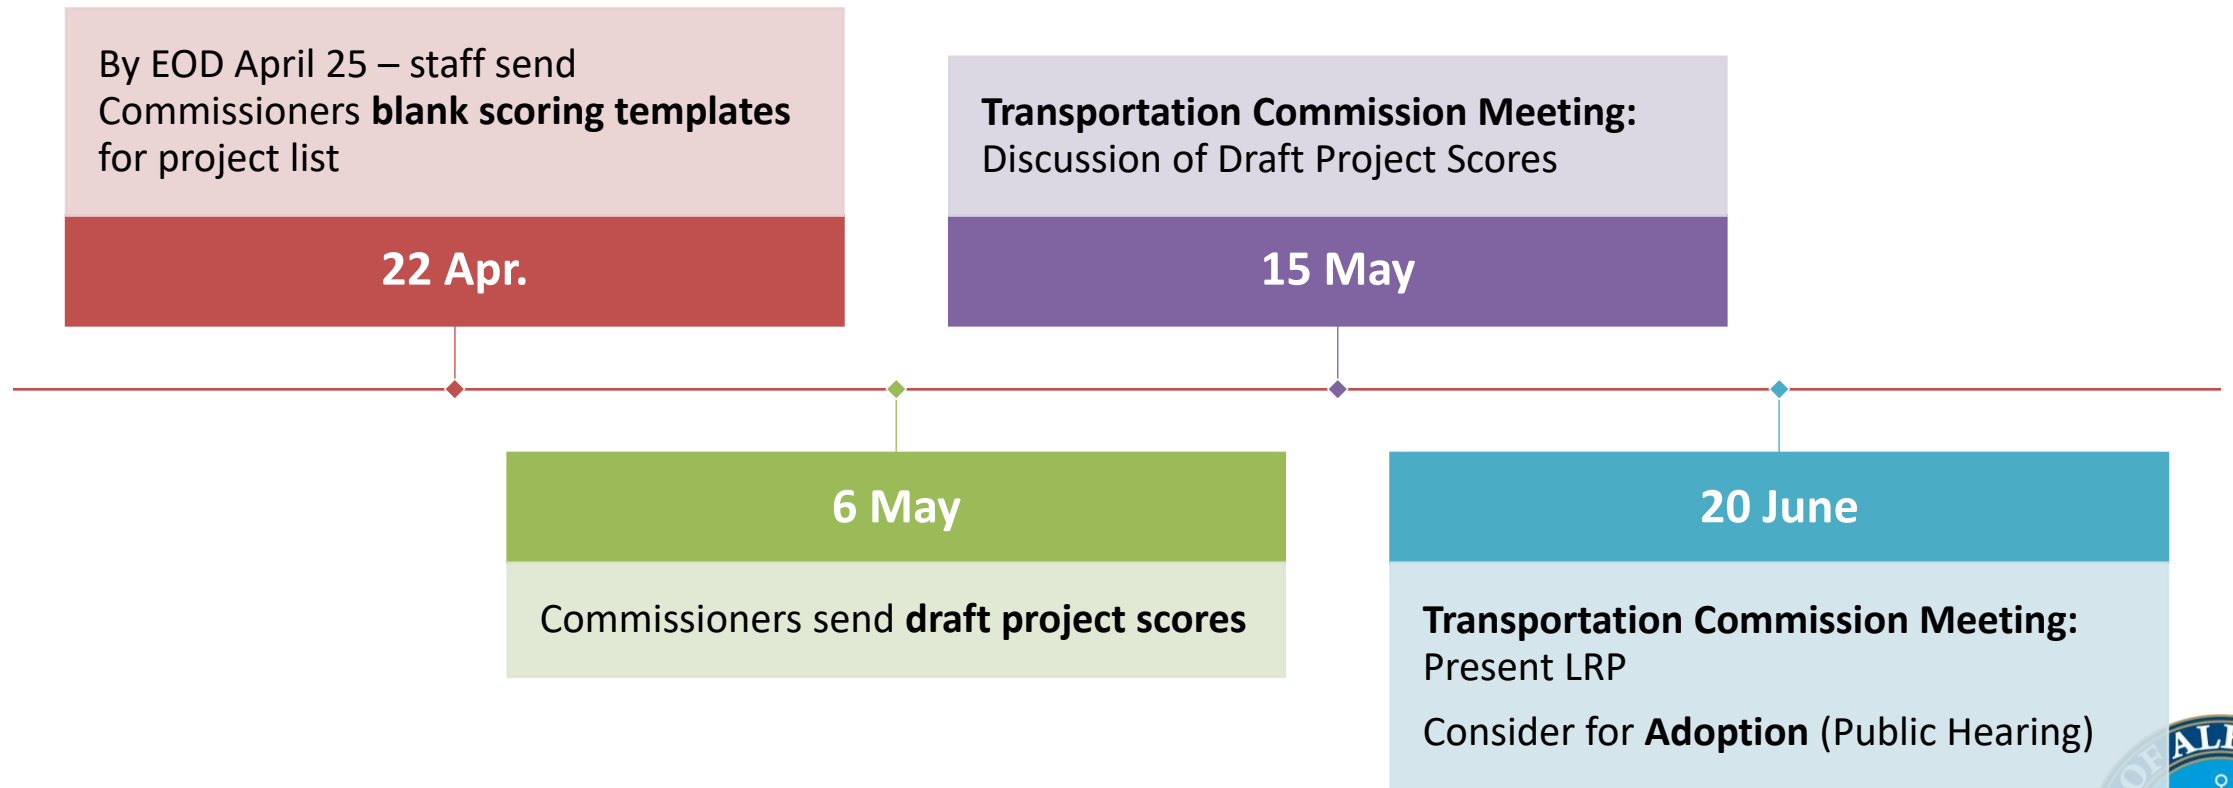 By EOD April 25 – staff send
Commissioners blank scoring templates
for project list
22 Apr.
Transportation Commission Meeting:
Discussion of Draft Project Scores
15 May
6 May
Commissioners send draft project scores
20 June
Transportation Commission Meeting:
Present LRP
Consider for Adoption (Public Hearing)
OF